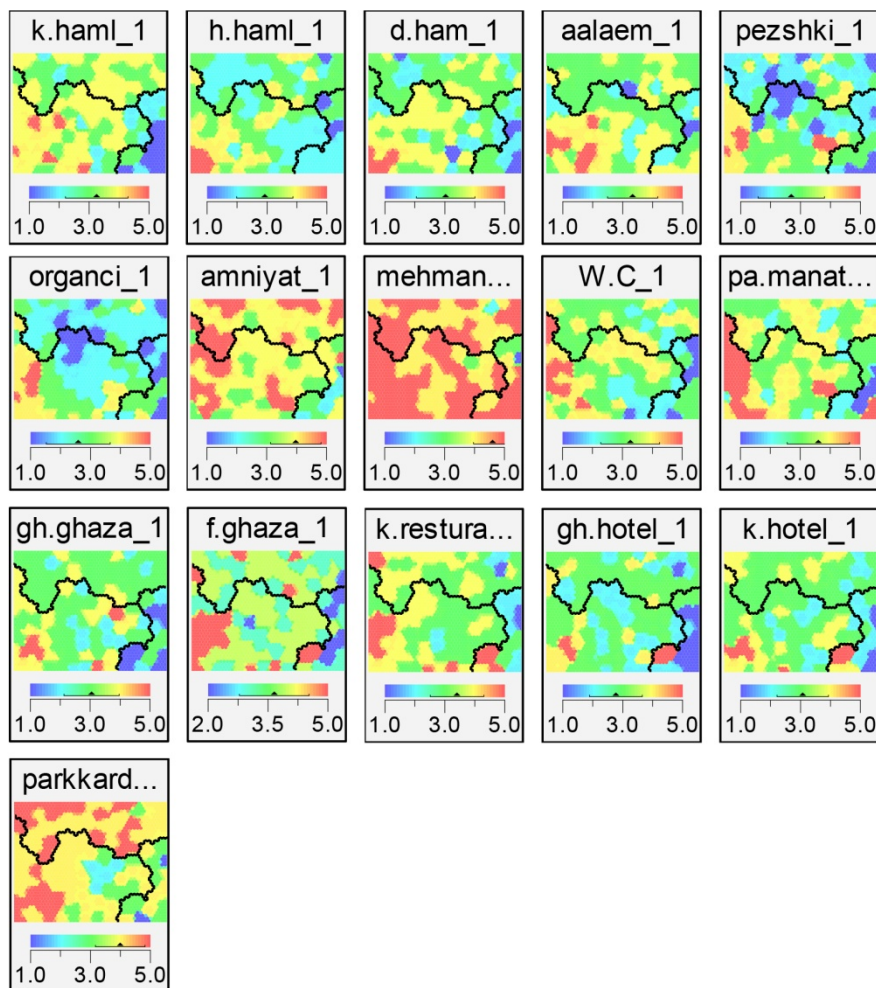 k.haml_1 h.haml_1 d.ham_1 aalaem_1 pezshki_1
1.0 3.0 5.0 1.0 3.0 5.0 1.0 3.0 5.0 1.0 3.0 5.0 1.0 3.0 5.0
organci_1 amniyat_1 mehman... W.C_1 pa.manat...
1.0 3.0 5.0 1.0 3.0 5.0 1.0 3.0 5.0 1.0 3.0 5.0 1.0 3.0 5.0
gh.ghaza_1 f.ghaza_1 k.restura... gh.hotel_1 k.hotel_1
1.0 3.0 5.0 2.0 3.5 5.0 1.0 3.0 5.0 1.0 3.0 5.0 1.0 3.0 5.0
parkkard...
1.0 3.0 5.0